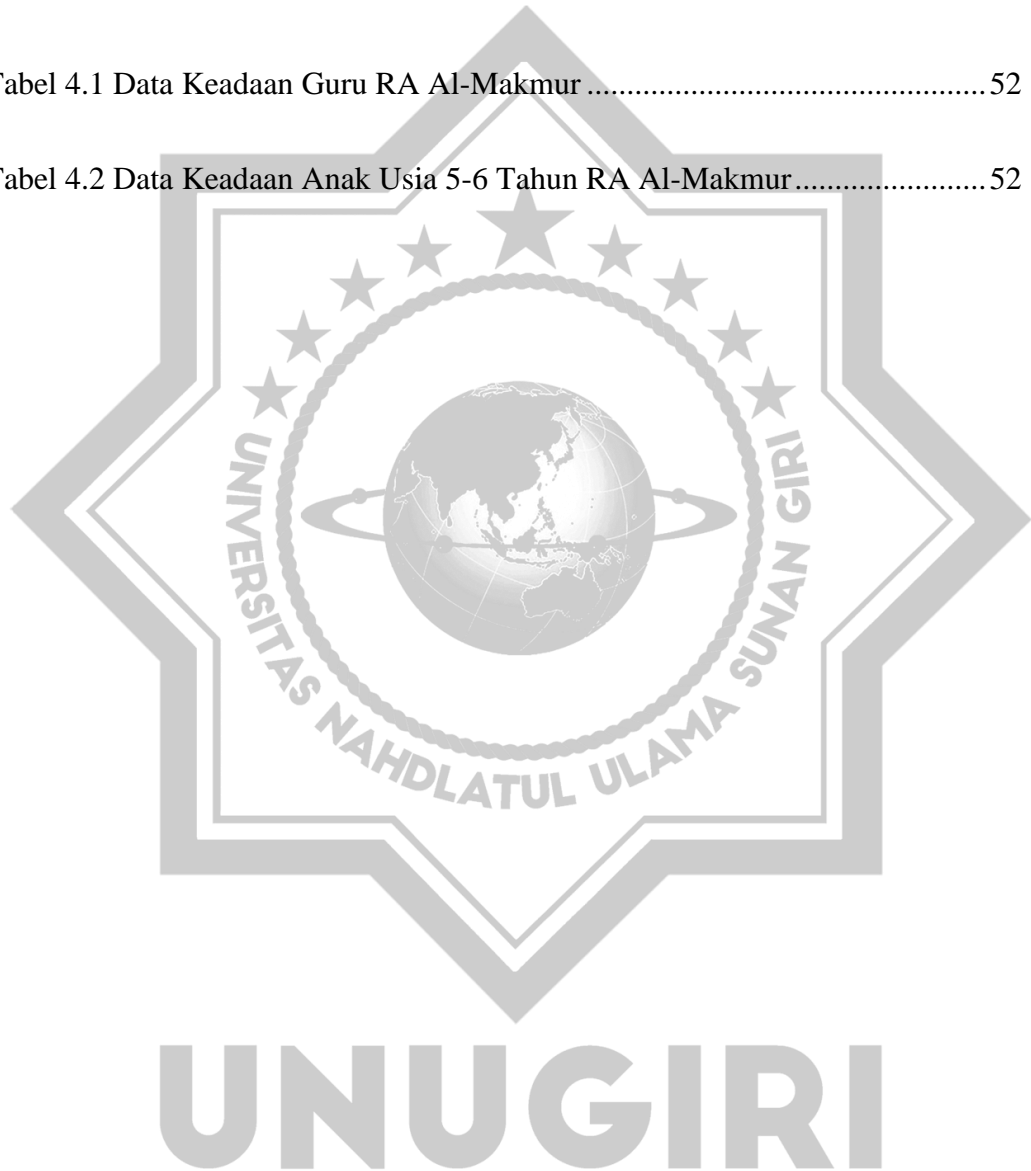 Tabel 4.1 Data Keadaan Guru RA Al-Makmur ................................................ 52
Tabel 4.2 Data Keadaan Anak Usia 5-6 Tahun RA Al-Makmur ....................... 52
UNIVERSITAS NAHDLATUL ULAMA SUNAN GIRI
UNUGIRI